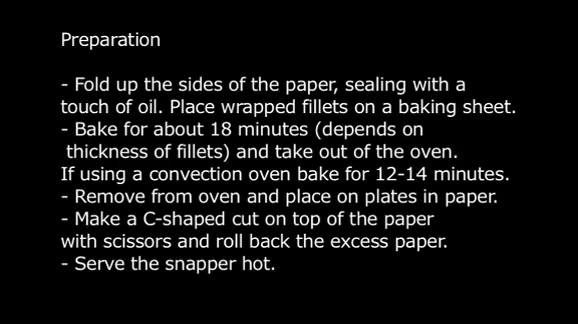 Preparation
- Fold up the sides of the paper, sealing with a
touch of oil. Place wrapped fillets on a baking sheet.
- Bake for about 18 minutes (depends on
thickness of fillets) and take out of the oven.
If using a convection oven bake for 12-14 minutes.
- Remove from oven and place on plates in paper.
- Make a C-shaped cut on top of the paper
with scissors and roll back the excess paper.
- Serve the snapper hot.